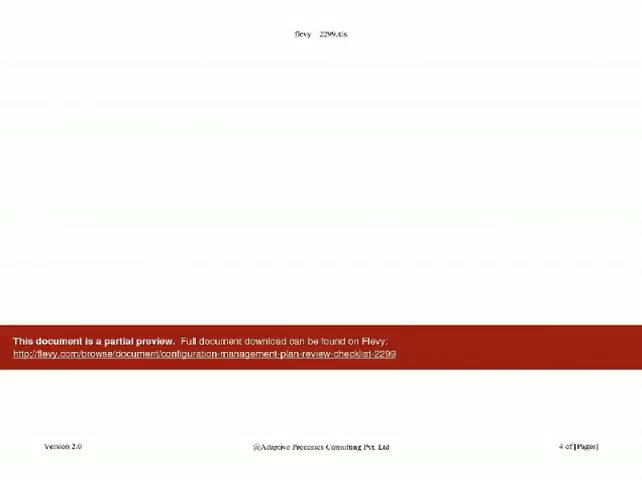 flevy 2299.xls
This document is a partial preview. Full document download can be found on Flevy:
http://flevy.com/browse/document/configuration-management-plan-review-checklist-2299
Version 2.0 @Adaptive Processes Consulting Pvt. Ltd 4 of [Pages]